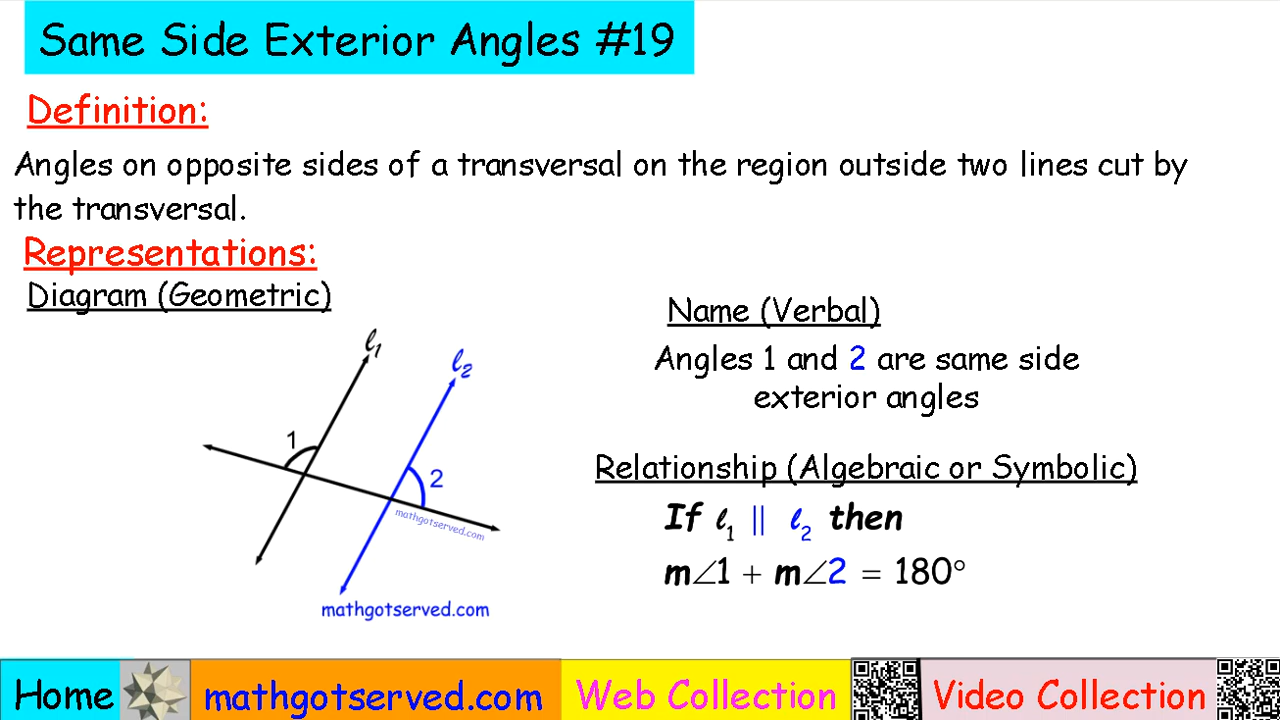 Same Side Exterior Angles #19
Definition:
Angles on opposite sides of a transversal on the region outside two lines cut by
the transversal.
Representations:
Diagram (Geometric)
Name (Verbal)
Angles 1 and 2 are same side
exterior angles
ℓ1
ℓ2
1
2
mathgotserved.com
mathgotserved.com
Relationship (Algebraic or Symbolic)
If ℓ1 || ℓ2 then
m∠1 + m∠2 = 180°
Home
mathgotserved.com
Web Collection
Video Collection